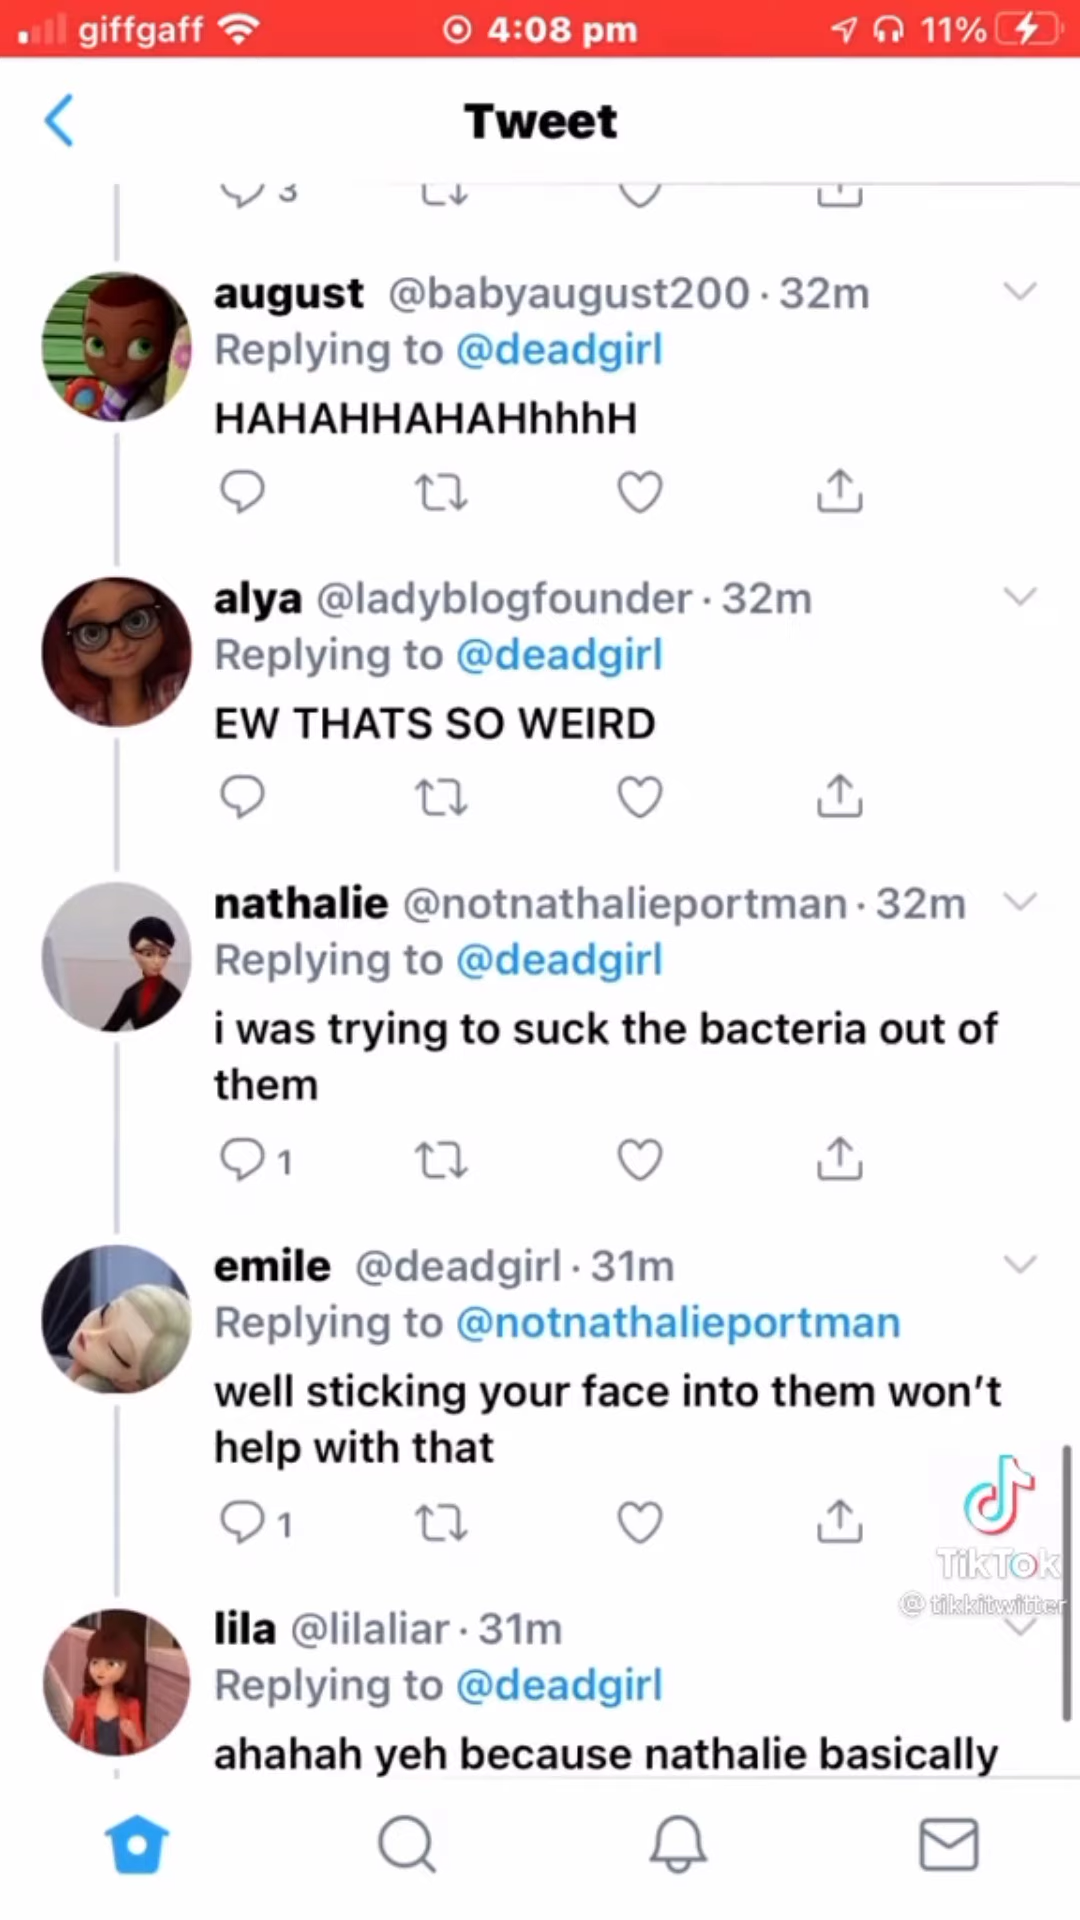 giffgaff 4:08 pm 11%
Tweet
3
august @babyaugust200 · 32m
Replying to @deadgirl
HAHAHHAHAHhhhH
alya @ladyblogfounder · 32m
Replying to @deadgirl
EW THATS SO WEIRD
nathalie @notnathalieportman · 32m
Replying to @deadgirl
i was trying to suck the bacteria out of
them
1
emile @deadgirl · 31m
Replying to @notnathalieportman
well sticking your face into them won't
help with that
1
TikTok
@tikkitwitter
lila @lilaliar · 31m
Replying to @deadgirl
ahahah yeh because nathalie basically